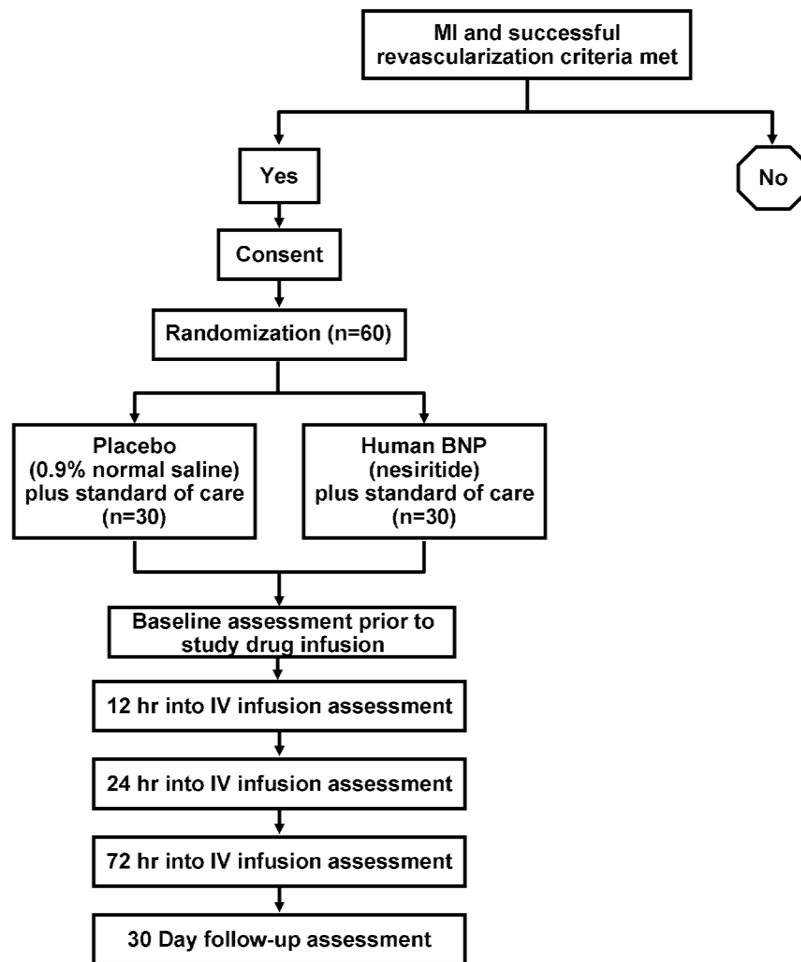 MI and successful
revascularization criteria met
Yes
No
Consent
Randomization (n=60)
Placebo
(0.9% normal saline)
plus standard of care
(n=30)
Human BNP
(nesiritide)
plus standard of care
(n=30)
Baseline assessment prior to
study drug infusion
12 hr into IV infusion assessment
24 hr into IV infusion assessment
72 hr into IV infusion assessment
30 Day follow-up assessment